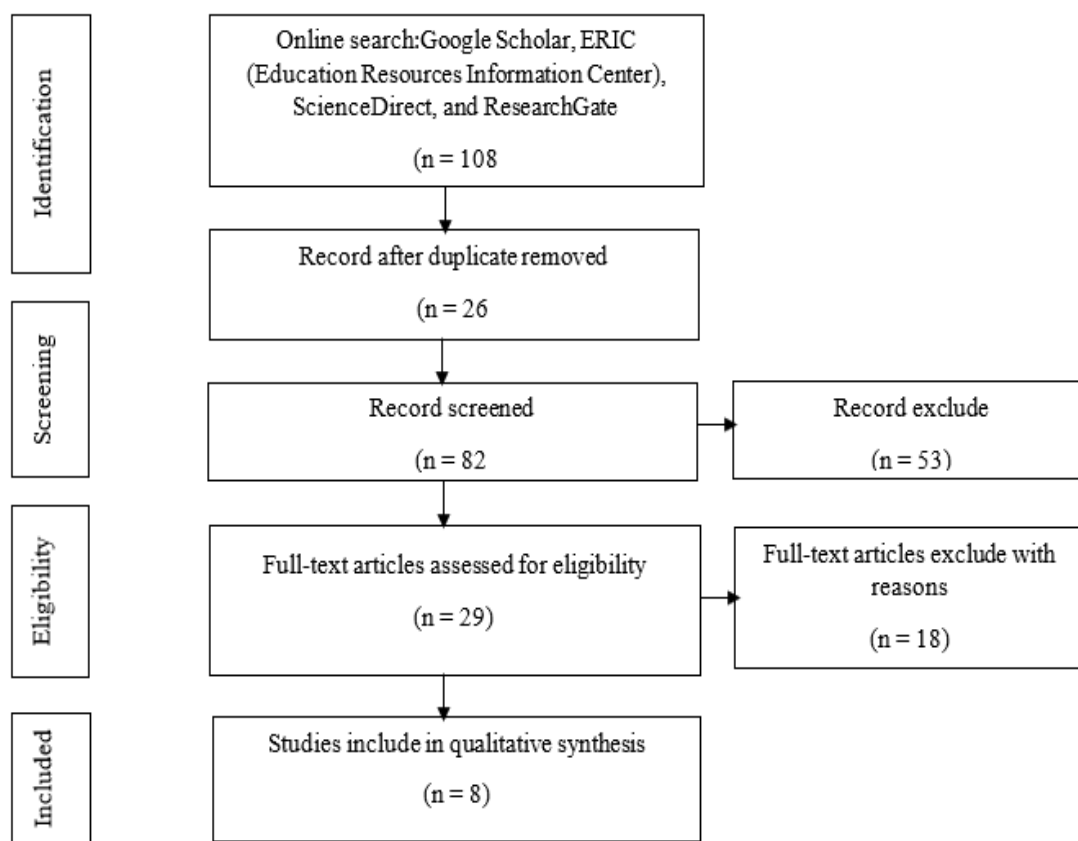 Identification
Online search:Google Scholar, ERIC
(Education Resources Information Center),
ScienceDirect, and ResearchGate
(n = 108
Record after duplicate removed
(n = 26
Screening
Record screened
(n = 82
Record exclude
(n = 53)
Eligibility
Full-text articles assessed for eligibility
(n = 29)
Full-text articles exclude with
reasons
(n = 18)
Included
Studies include in qualitative synthesis
(n = 8)